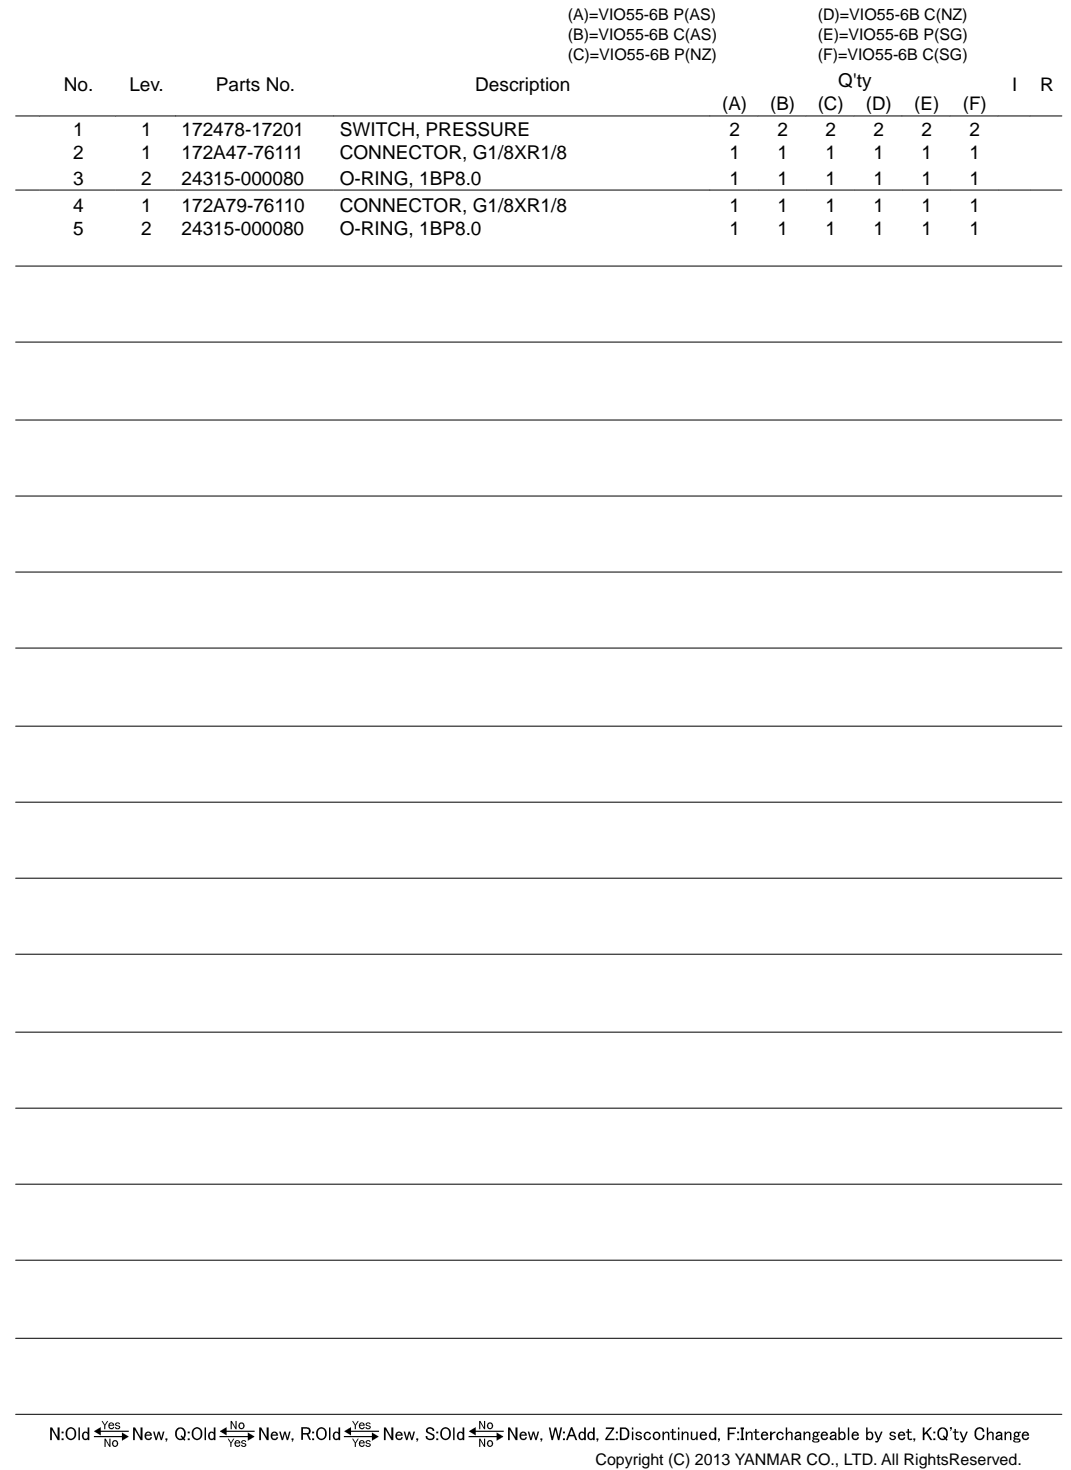 (A)=VIO55-6B P(AS) (D)=VIO55-6B C(NZ)
(B)=VIO55-6B C(AS) (E)=VIO55-6B P(SG)
(C)=VIO55-6B P(NZ) (F)=VIO55-6B C(SG)
No. Lev. Parts No. Description Q'ty I R
(A) (B) (C) (D) (E) (F)
1 1 172478-17201 SWITCH, PRESSURE 2 2 2 2 2 2
2 1 172A47-76111 CONNECTOR, G1/8XR1/8 1 1 1 1 1 1
3 2 24315-000080 O-RING, 1BP8.0 1 1 1 1 1 1
4 1 172A79-76110 CONNECTOR, G1/8XR1/8 1 1 1 1 1 1
5 2 24315-000080 O-RING, 1BP8.0 1 1 1 1 1 1
N:Old Yes No New, Q:Old No Yes New, R:Old Yes Yes New, S:Old No No New, W:Add, Z:Discontinued, F:Interchangeable by set, K:Q'ty Change
Copyright (C) 2013 YANMAR CO., LTD. All RightsReserved.